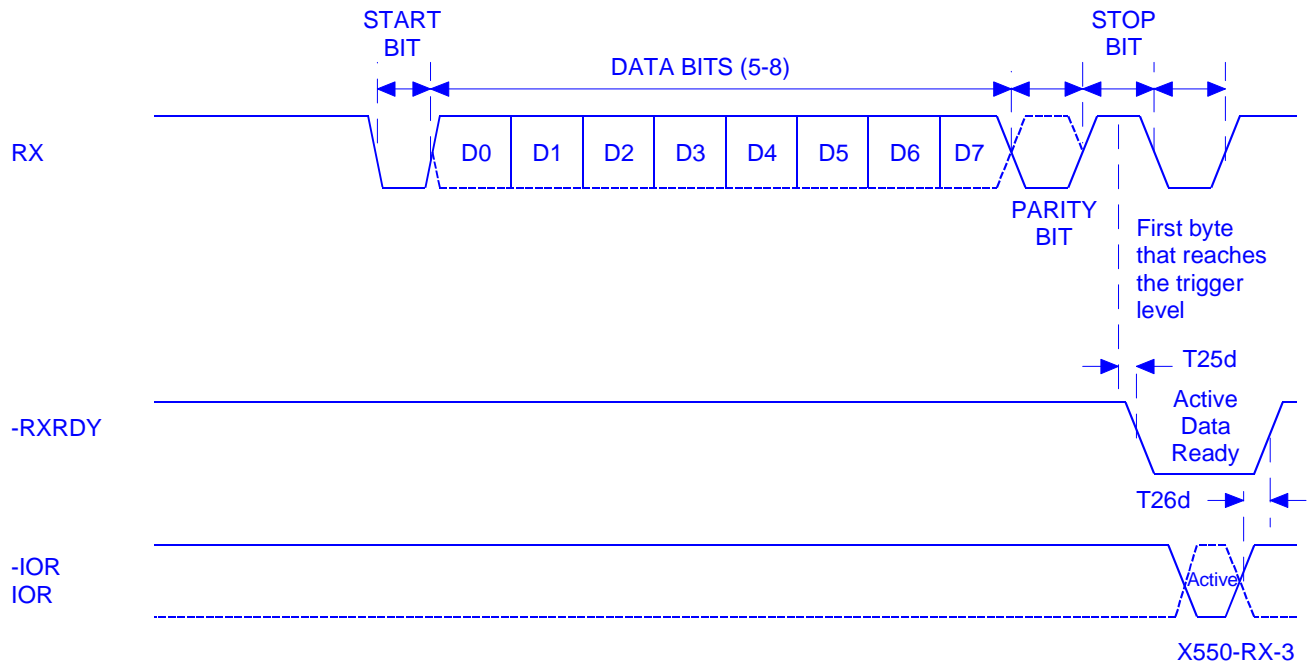 START
BIT
STOP
BIT
DATA BITS (5-8)
RX
D0 D1 D2 D3 D4 D5 D6 D7
PARITY
BIT
First byte
that reaches
the trigger
level
T25d
-RXRDY
Active
Data
Ready
T26d
-IOR
IOR
Active
X550-RX-3